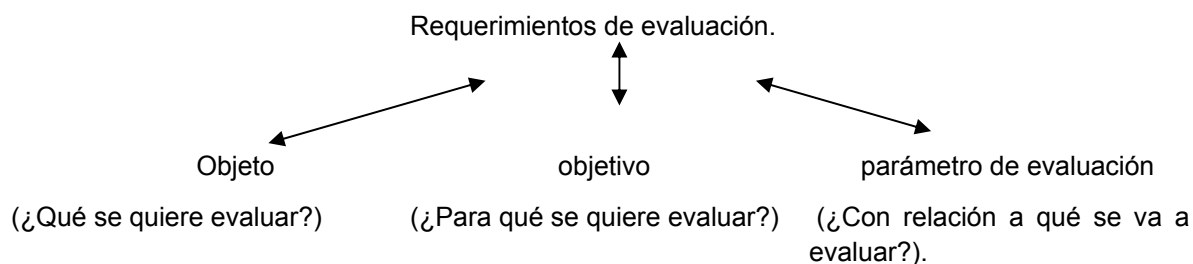 Requerimientos de evaluación.
Objeto objetivo parámetro de evaluación
(¿Qué se quiere evaluar?) (¿Para qué se quiere evaluar?) (¿Con relación a qué se va a
evaluar?).